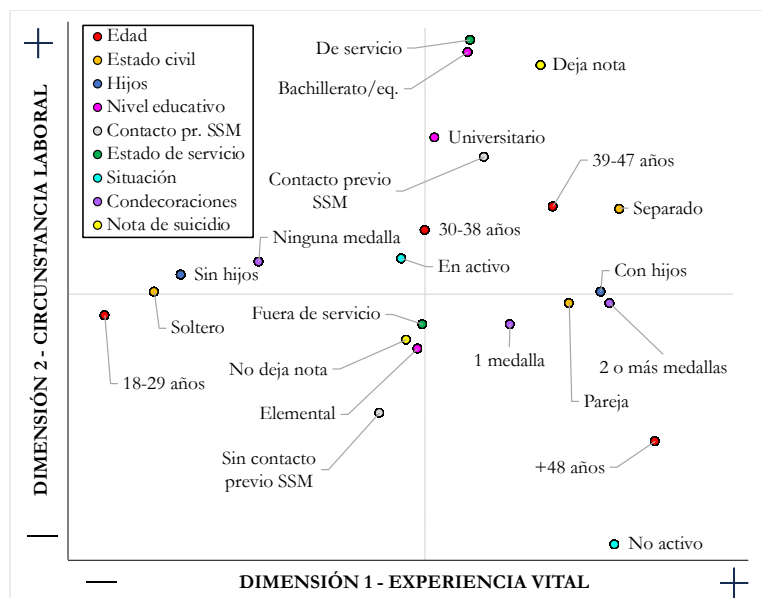 Edad
Estado civil
Hijos
Nivel educativo
Contacto pr. SSM
Estado de servicio
Situación
Condecoraciones
Nota de suicidio
De servicio
Bachillerato/eq.
Deja nota
Universitario
Contacto previo
SSM
39-47 años
Separado
30-38 años
Ninguna medalla
Sin hijos
En activo
Con hijos
Soltero
Fuera de servicio
18-29 años
No deja nota
1 medalla
2 o más medallas
Elemental
Pareja
Sin contacto
previo SSM
+48 años
No activo
DIMENSIÓN 2 - CIRCUNSTANCIA LABORAL
DIMENSIÓN 1 - EXPERIENCIA VITAL